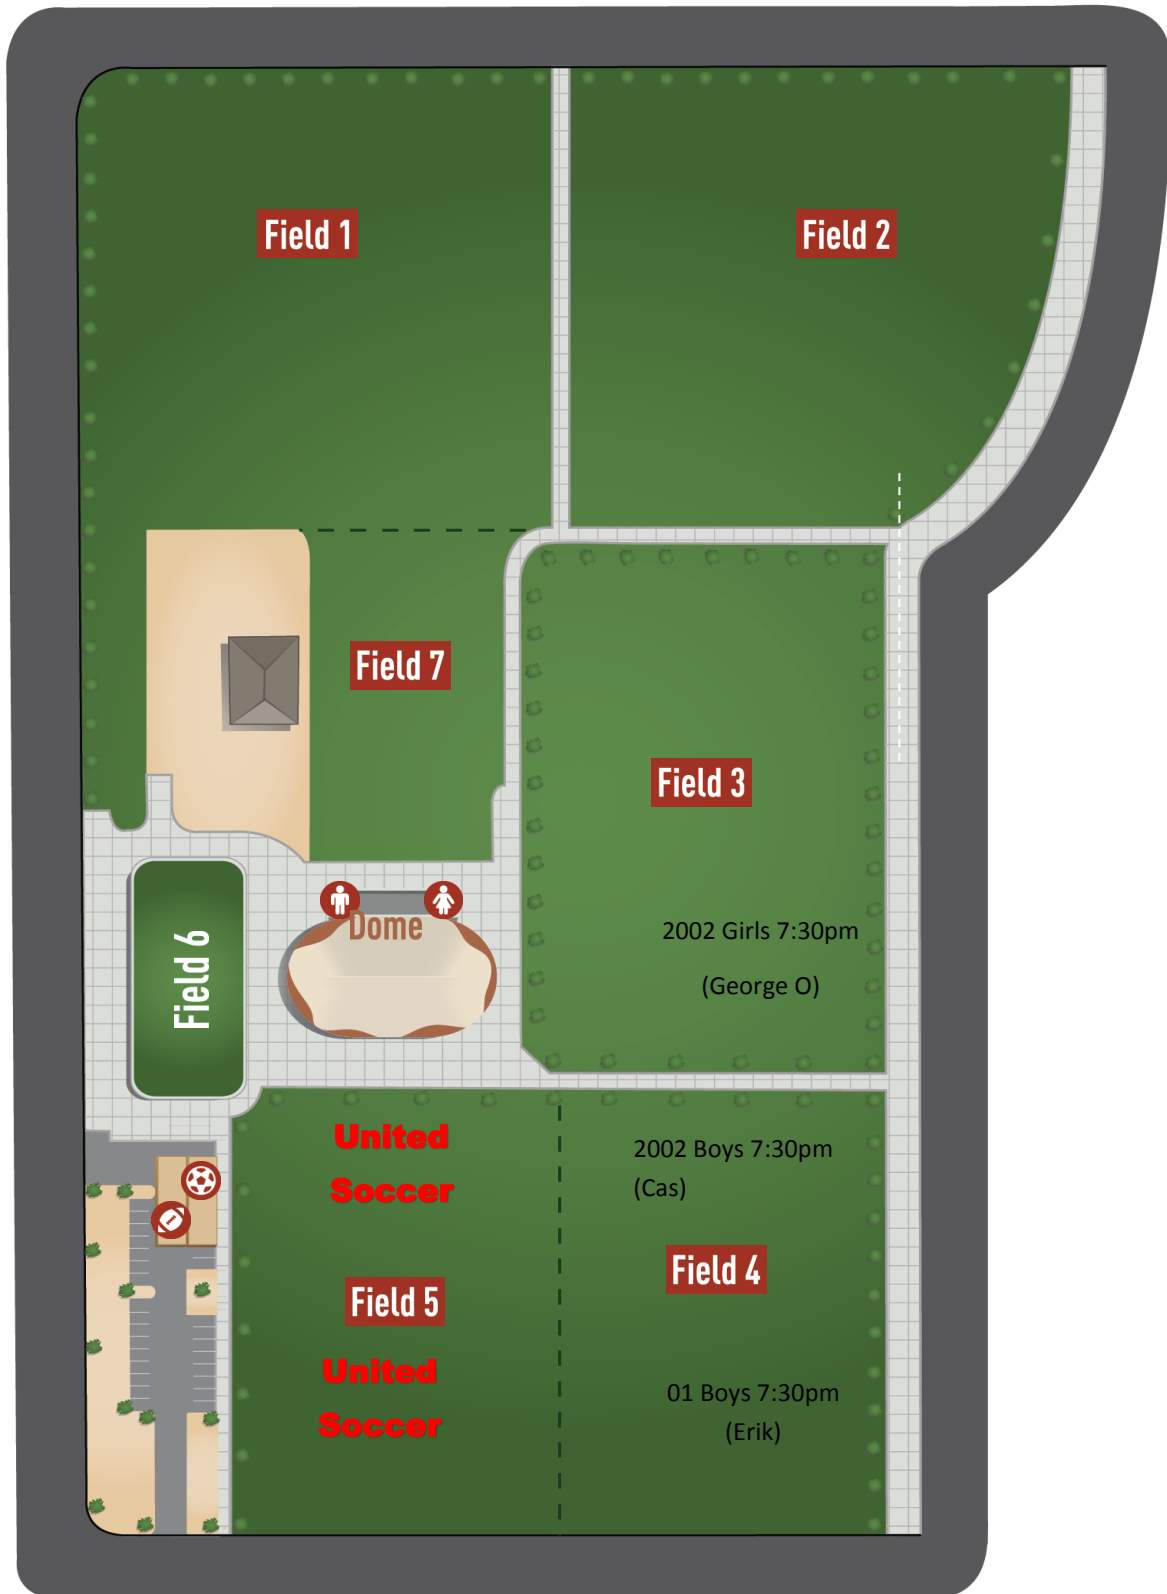 Field 1
Field 2
Field 7
Field 3
Dome
2002 Girls 7:30pm
(George O)
Field 6
United
Soccer
2002 Boys 7:30pm
(Cas)
Field 4
Field 5
United
Soccer
01 Boys 7:30pm
(Erik)